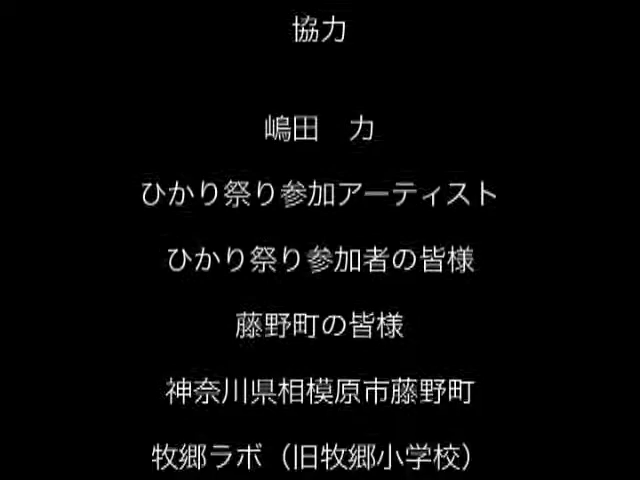 協力
嶋田　力
ひかり祭り参加アーティスト
ひかり祭り参加者の皆様
藤野町の皆様
神奈川県相模原市藤野町
牧郷ラボ（旧牧郷小学校）